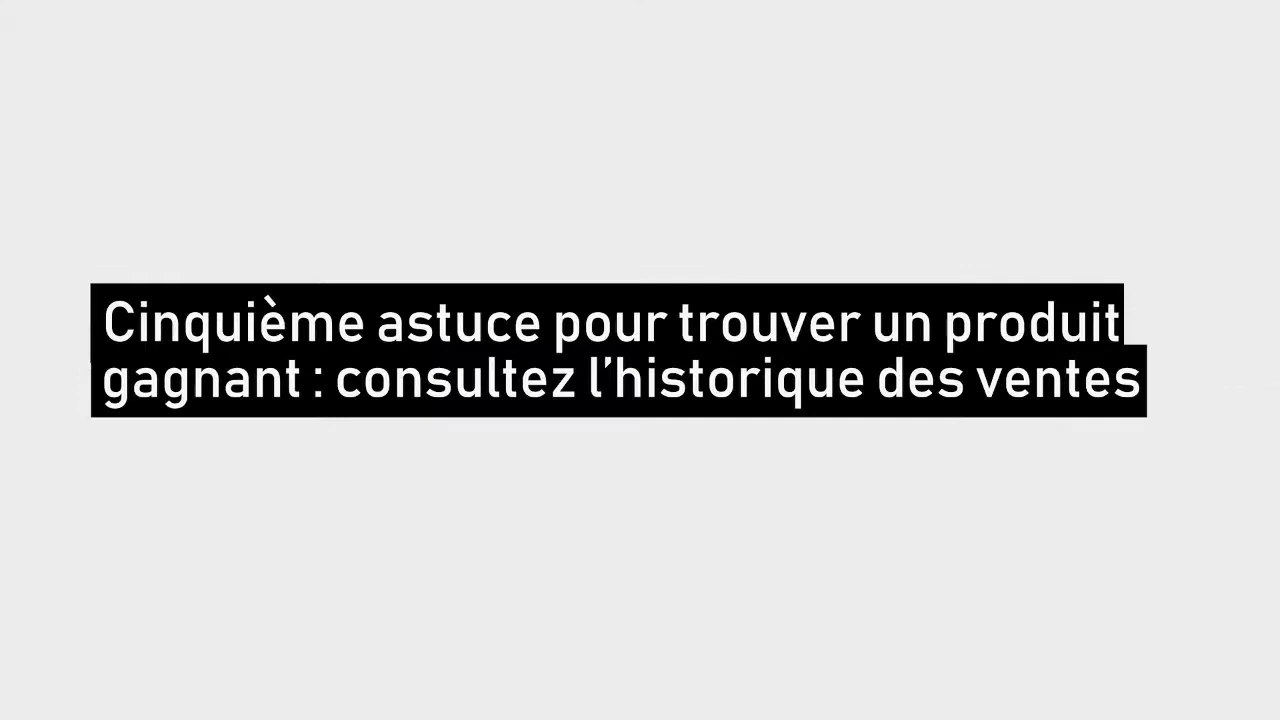 Cinquième astuce pour trouver un produit
gagnant : consultez l’historique des ventes